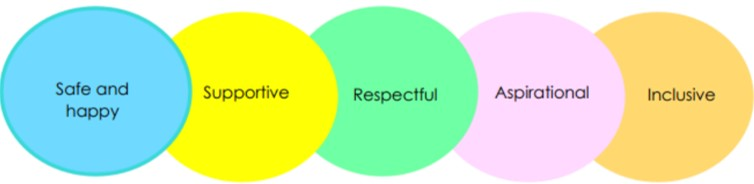 Safe and
happy
Supportive
Respectful
Aspirational
Inclusive